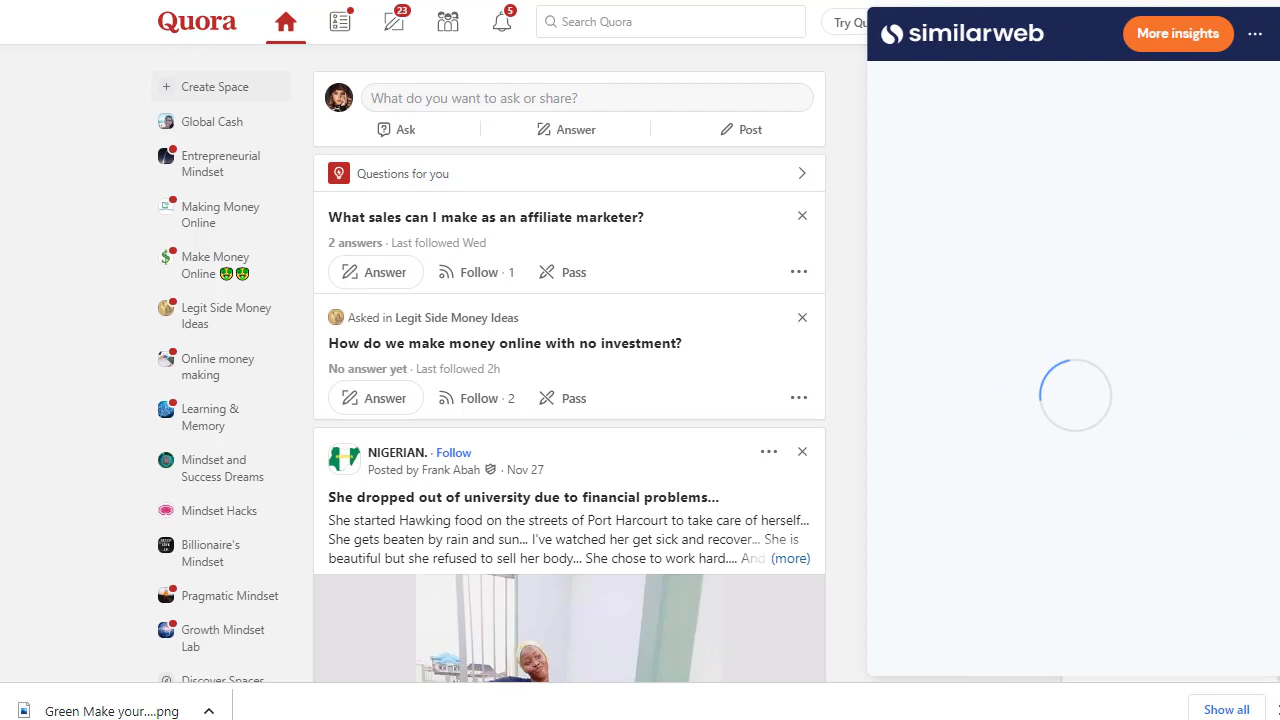 Quora
23
5
Search Quora
Try Qu
similarweb
More insights
Create Space
Global Cash
Entrepreneurial
Mindset
Making Money
Online
Make Money
Online 🤑🤑
Legit Side Money
Ideas
Online money
making
Learning &
Memory
Mindset and
Success Dreams
Mindset Hacks
Billionaire's
Mindset
Pragmatic Mindset
Growth Mindset
Lab
Discover Spaces
What do you want to ask or share?
Ask
Answer
Post
Questions for you
What sales can I make as an affiliate marketer?
2 answers · Last followed Wed
Answer
Follow · 1
Pass
Asked in Legit Side Money Ideas
How do we make money online with no investment?
No answer yet · Last followed 2h
Answer
Follow · 2
Pass
NIGERIAN. · Follow
Posted by Frank Abah · Nov 27
She dropped out of university due to financial problems...
She started Hawking food on the streets of Port Harcourt to take care of herself...
She gets beaten by rain and sun... I've watched her get sick and recover... She is
beautiful but she refused to sell her body... She chose to work hard.... And (more)
Green Make your....png
Show all